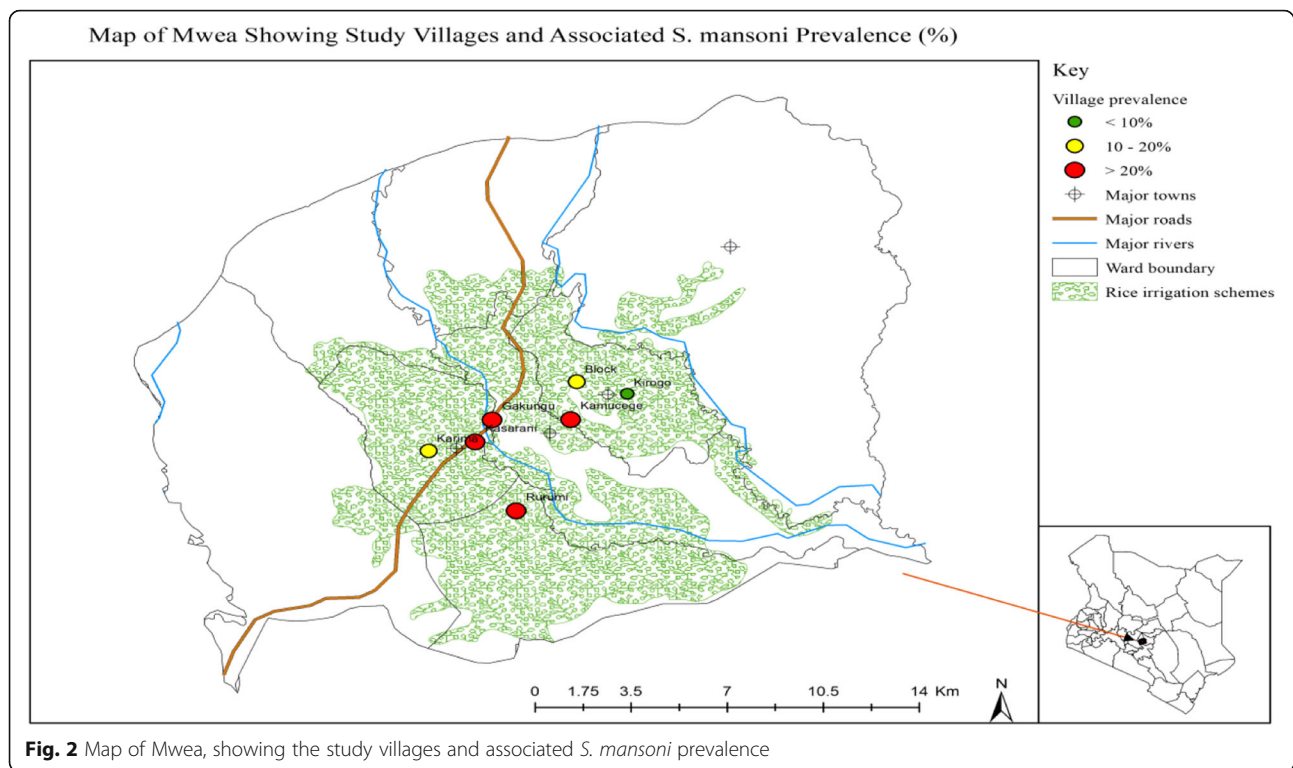 Map of Mwea Showing Study Villages and Associated S. mansoni Prevalence (%)
Key
Village prevalence
< 10%
10 - 20%
> 20%
Major towns
Major roads
Major rivers
Ward boundary
Rice irrigation schemes
Block
Kirogo
Gakungu
Kamucege
Kasarani
Karima
Rurumi
0 1.75 3.5 7 10.5 14 Km
N
Fig. 2 Map of Mwea, showing the study villages and associated S. mansoni prevalence